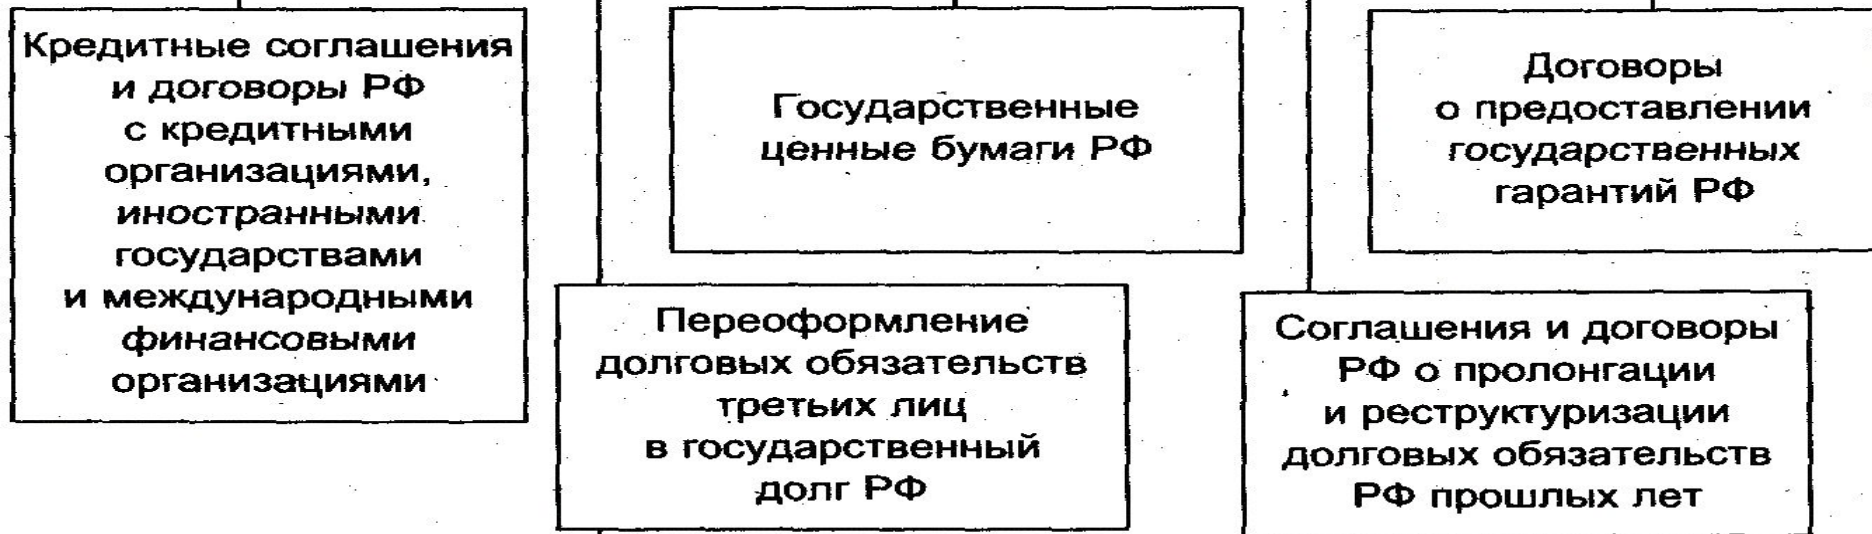 Кредитные соглашения
и договоры РФ
с кредитными
организациями,
иностранными
государствами
и международными
финансовыми
организациями
Государственные
ценные бумаги РФ
Договоры
о предоставлении
государственных
гарантий РФ
Переоформление
долговых обязательств
третьих лиц
в государственный
долг РФ
Соглашения и договоры
РФ о пролонгации
и реструктуризации
долговых обязательств
РФ прошлых лет